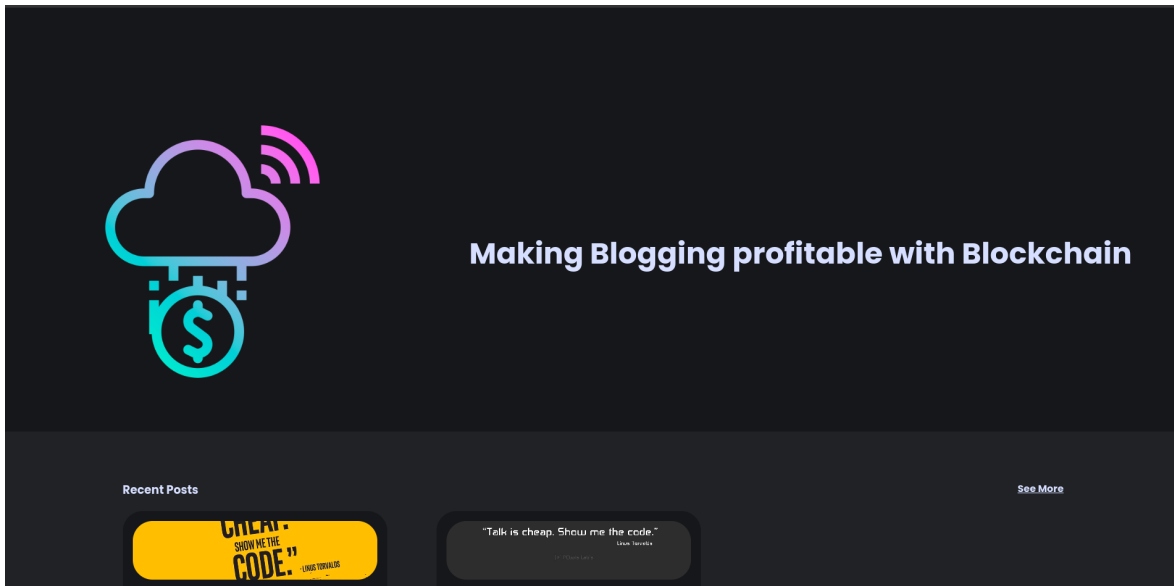 $
Making Blogging profitable with Blockchain
Recent Posts
See More
CHEAP.
SHOW ME THE
CODE.”
- LINUS TORVALDS
“Talk is cheap. Show me the code.”
Linus Torvalds